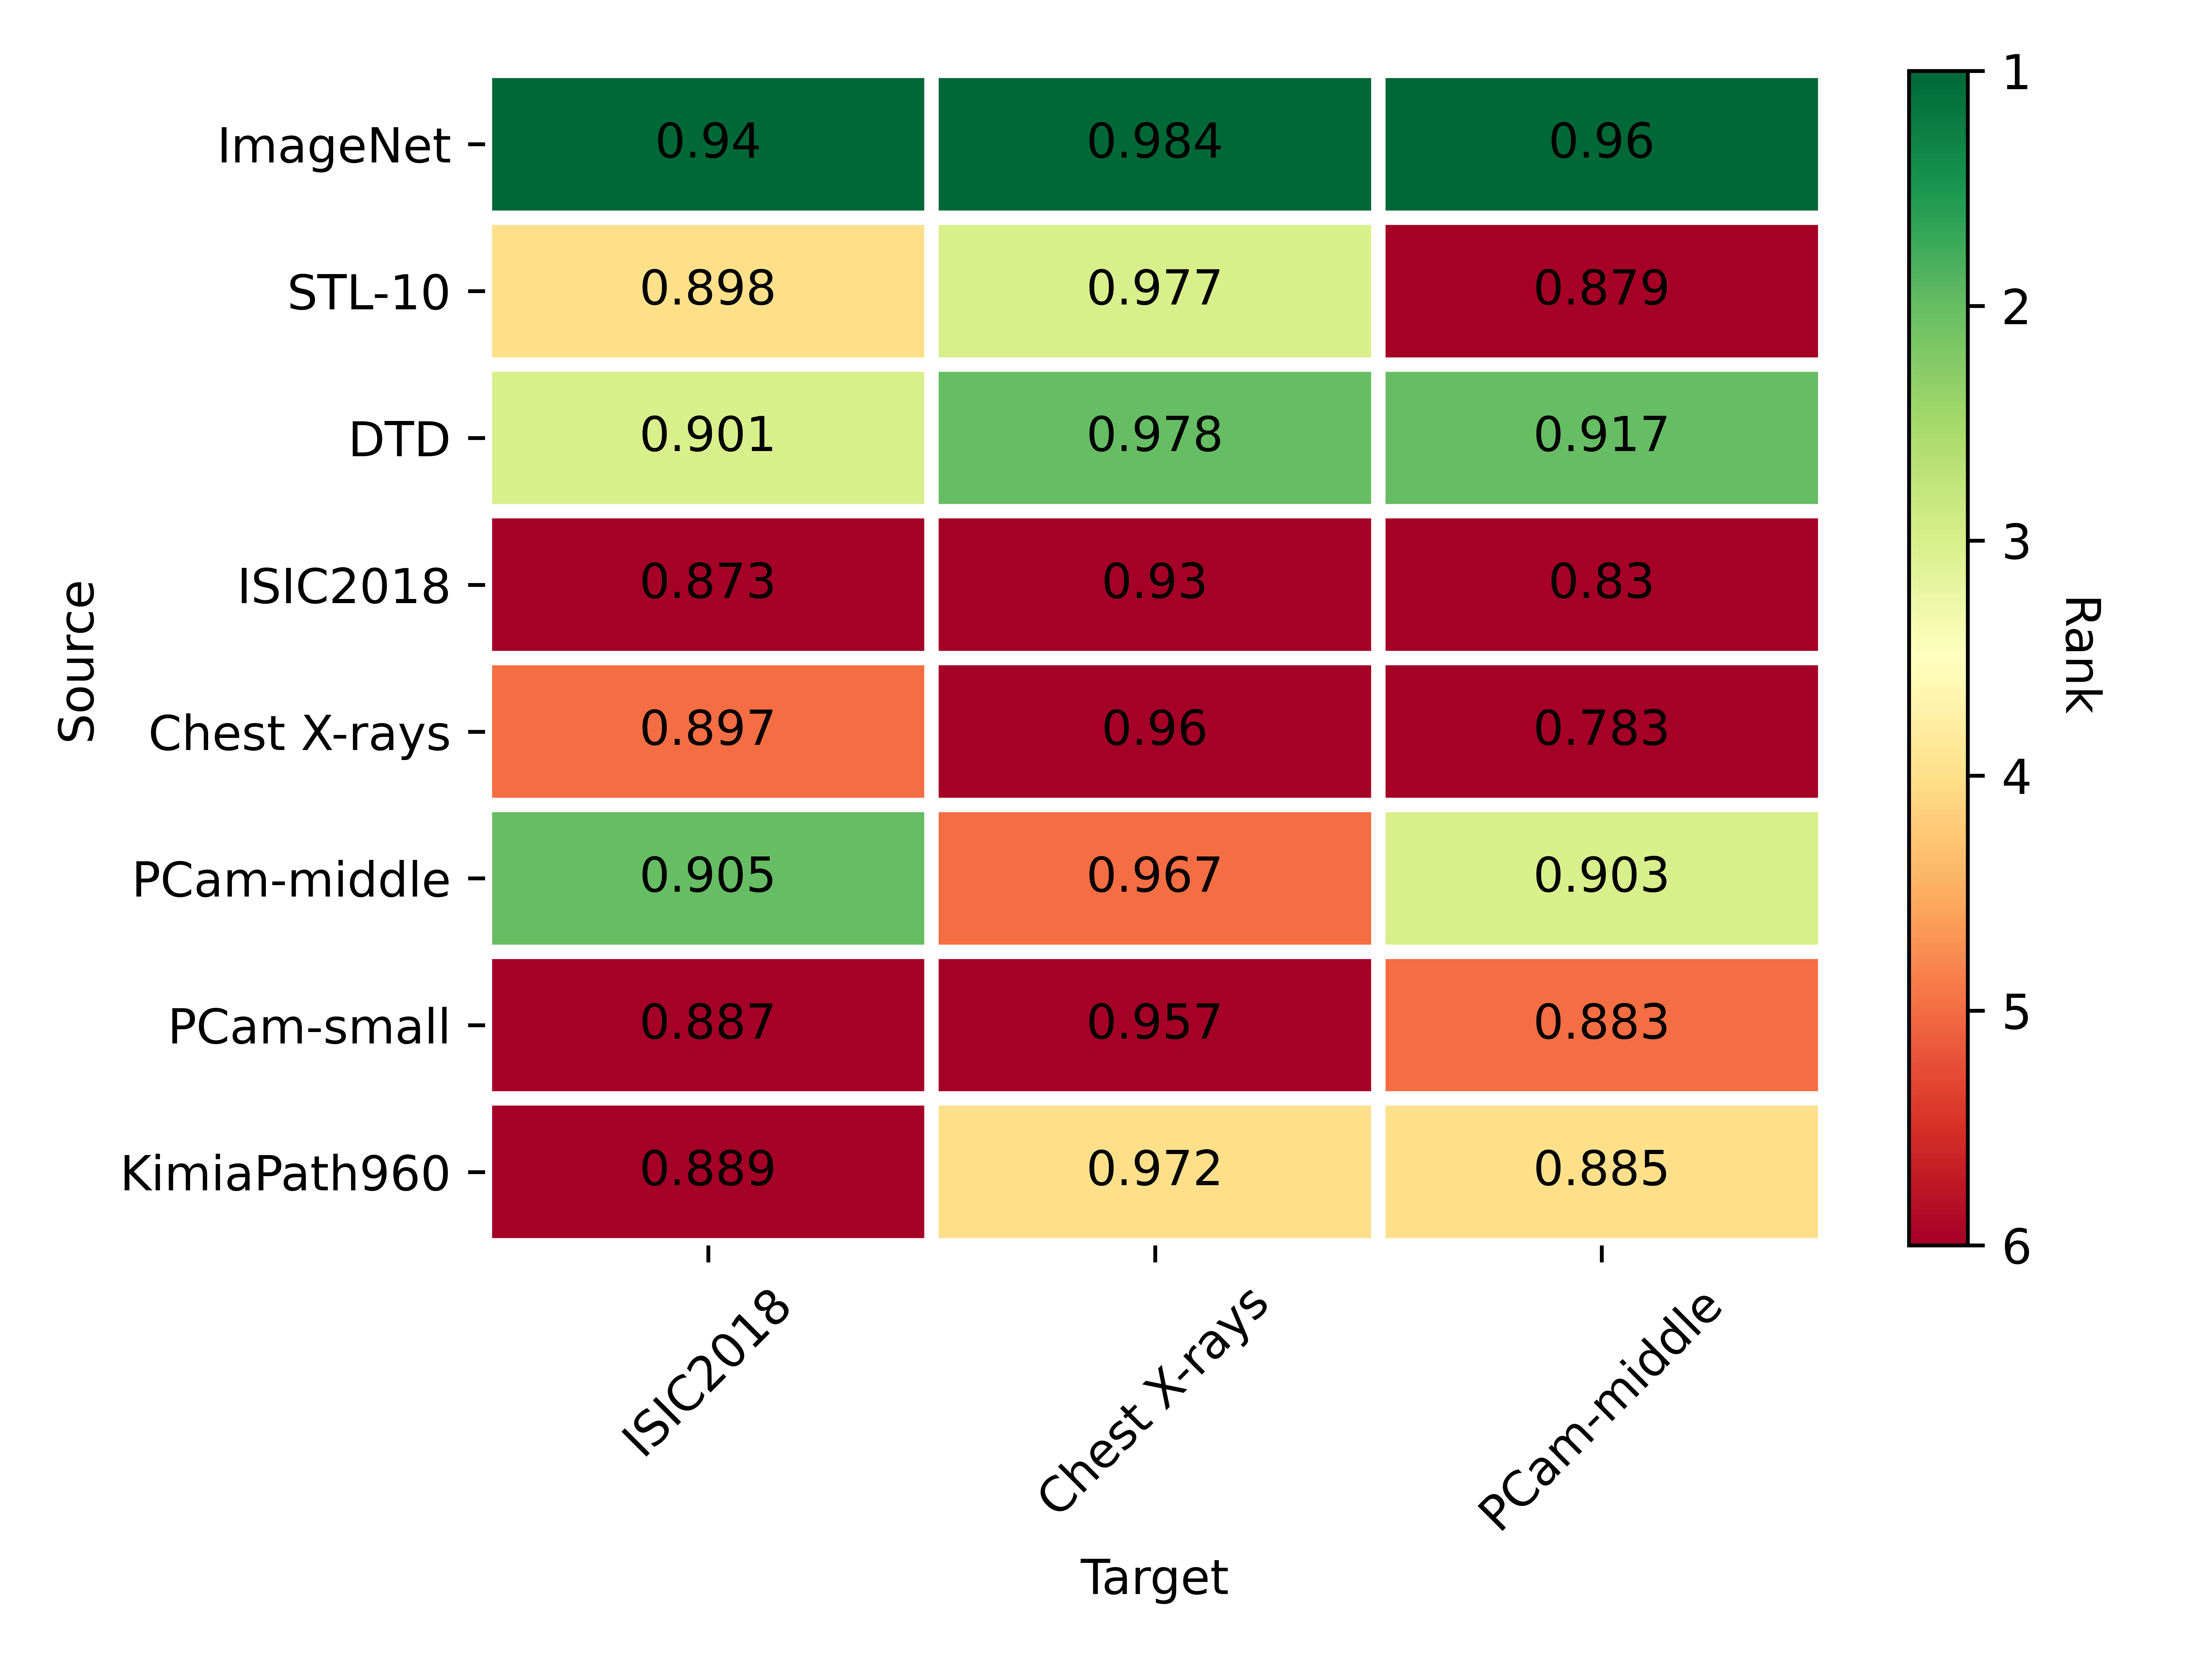 ImageNet 0.94 0.984 0.96
STL-10 0.898 0.977 0.879
DTD 0.901 0.978 0.917
ISIC2018 0.873 0.93 0.83
Chest X-rays 0.897 0.96 0.783
PCam-middle 0.905 0.967 0.903
PCam-small 0.887 0.957 0.883
KimiaPath960 0.889 0.972 0.885
Source
ISIC2018 Chest X-rays PCam-middle
Target
1
2
3
4
5
6
Rank